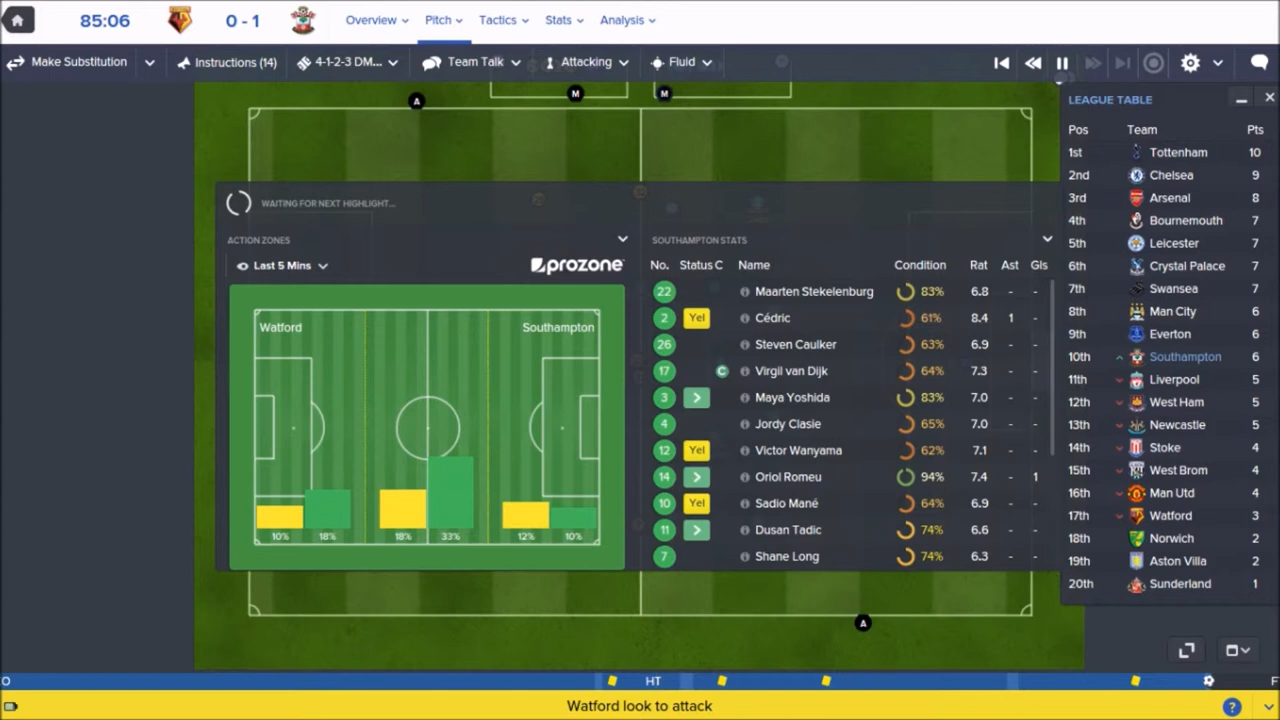 85:06 0 - 1 Overview Pitch Tactics Stats Analysis
Make Substitution Instructions (14) 4-1-2-3 DM... Team Talk Attacking Fluid
A M M
LEAGUE TABLE
Pos Team Pts
1st Tottenham 10
2nd Chelsea 9
3rd Arsenal 8
4th Bournemouth 7
5th Leicester 7
6th Crystal Palace 7
7th Swansea 7
8th Man City 6
9th Everton 6
10th Southampton 6
11th Liverpool 5
12th West Ham 5
13th Newcastle 5
14th Stoke 4
15th West Brom 4
16th Man Utd 4
17th Watford 3
18th Norwich 2
19th Aston Villa 2
20th Sunderland 1
WAITING FOR NEXT HIGHLIGHT...
ACTION ZONES
Last 5 Mins prozone
Watford Southampton
10% 18% 18% 33% 12% 10%
SOUTHAMPTON STATS
No. Status C Name Condition Rat Ast Gls
22 Maarten Stekelenburg 83% 6.8 - -
2 Yel Cédric 61% 8.4 1 -
26 Steven Caulker 63% 6.9 - -
17 C Virgil van Dijk 64% 7.3 - -
3 Maya Yoshida 83% 7.0 - -
4 Jordy Clasie 65% 7.0 - -
12 Yel Victor Wanyama 62% 7.1 - -
14 Oriol Romeu 94% 7.4 - 1
10 Yel Sadio Mané 64% 6.9 - -
11 Dusan Tadic 74% 6.6 - -
7 Shane Long 74% 6.3 - -
A
O HT F
Watford look to attack ?